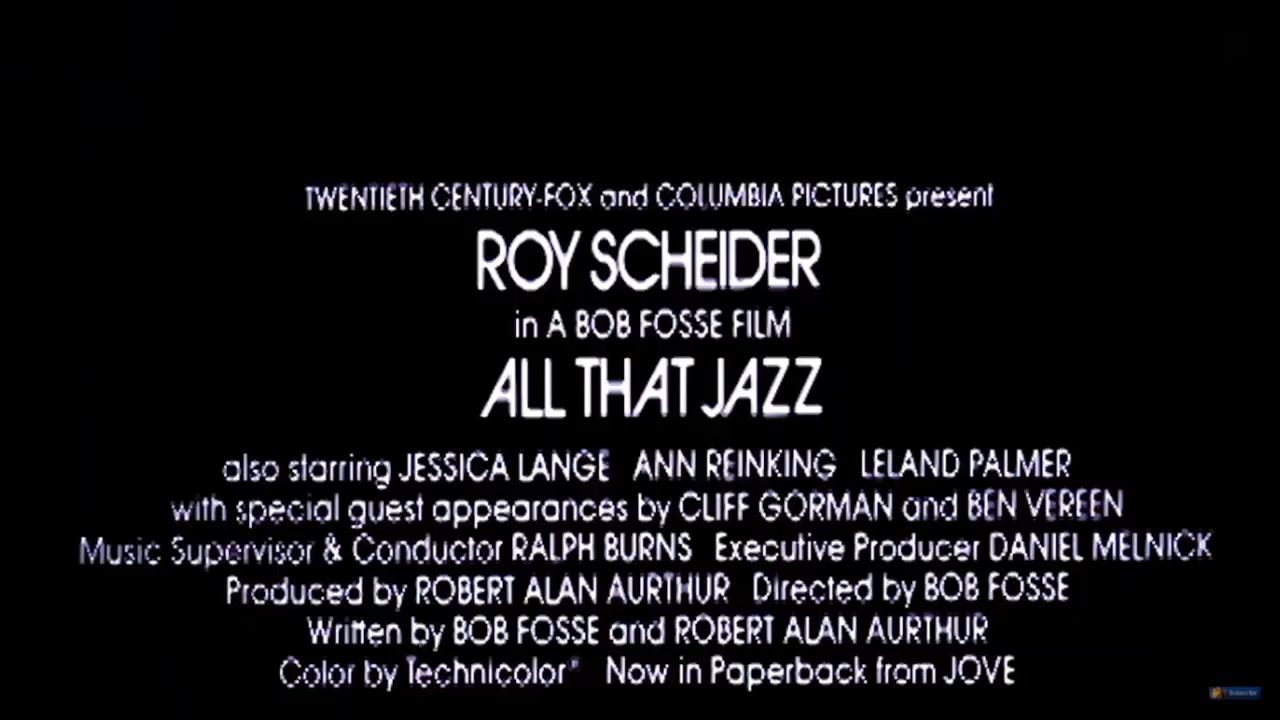 TWENTIETH CENTURY-FOX and COLUMBIA PICTURES present
ROY SCHEIDER
in A BOB FOSSE FILM
ALL THAT JAZZ
also starring JESSICA LANGE ANN REINKING LELAND PALMER
with special guest appearances by CLIFF GORMAN and BEN VEREEN
Music Supervisor & Conductor RALPH BURNS Executive Producer DANIEL MELNICK
Produced by ROBERT ALAN AURTHUR Directed by BOB FOSSE
Written by BOB FOSSE and ROBERT ALAN AURTHUR
Color by Technicolor® Now in Paperback from JOVE
Subscribe